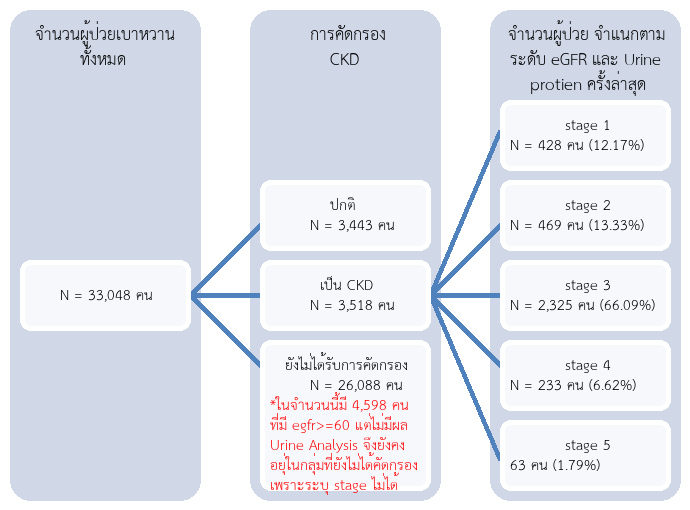 จำนวนผู้ป่วยเบาหวาน
ทั้งหมด
N = 33,048 คน
การคัดกรอง
CKD
ปกติ
N = 3,443 คน
เป็น CKD
N = 3,518 คน
ยังไม่ได้รับการคัดกรอง
N = 26,088 คน
*ในจำนวนนี้มี 4,598 คน
ที่มี egfr>=60 แต่ไม่มีผล
Urine Analysis จึงยังคง
อยู่ในกลุ่มที่ยังไม่ได้คัดกรอง
เพราะระบุ stage ไม่ได้
จำนวนผู้ป่วย จำแนกตาม
ระดับ eGFR และ Urine
protien ครั้งล่าสุด
stage 1
N = 428 คน (12.17%)
stage 2
N = 469 คน (13.33%)
stage 3
N = 2,325 คน (66.09%)
stage 4
N = 233 คน (6.62%)
stage 5
63 คน (1.79%)